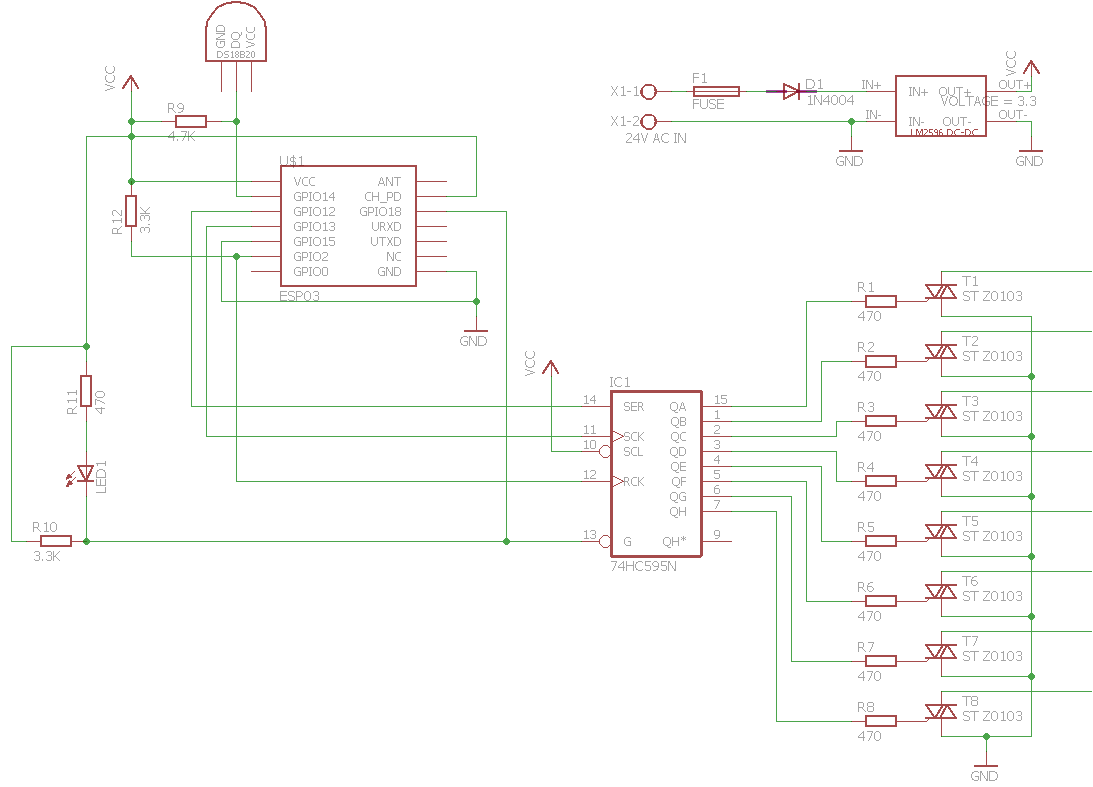 GND
DQ
VCC
DS18B20
VCC
R9
4.7K
R12
3.3K
U$1
VCC
GPIO14
GPIO12
GPIO13
GPIO15
GPIO2
GPIO0
ANT
CH_PD
GPIO18
URXD
UTXD
NC
GND
ESP03
GND
X1-1
X1-2
24V AC IN
F1
FUSE
D1
1N4004
IN+
IN-
IN+ OUT+
VOLTAGE = 3.3
IN- OUT-
LM2596 DC-DC
OUT+
OUT-
VCC
GND
GND
R11
470
LED1
R10
3.3K
VCC
IC1
14 SER QA 15
QB 1
11 SCK QC 2
10 SCL QD 3
QE 4
12 RCK QF 5
QG 6
QH 7
13 G QH* 9
74HC595N
R1
470
T1
ST Z0103
R2
470
T2
ST Z0103
R3
470
T3
ST Z0103
R4
470
T4
ST Z0103
R5
470
T5
ST Z0103
R6
470
T6
ST Z0103
R7
470
T7
ST Z0103
R8
470
T8
ST Z0103
GND